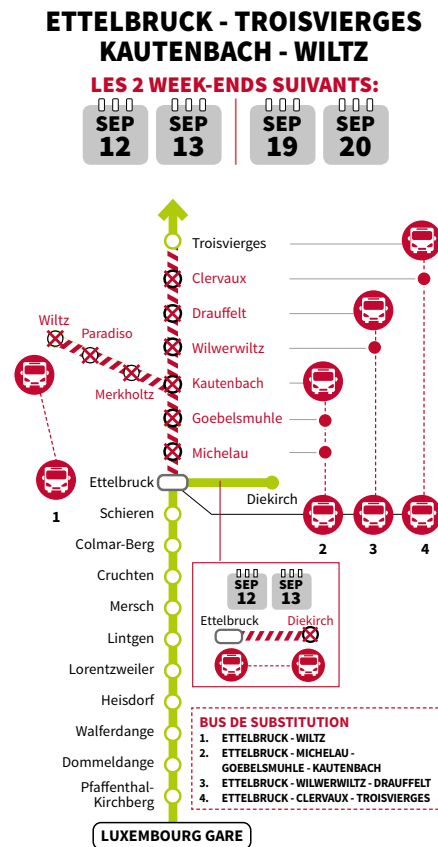 ETTELBRUCK - TROISVIERGES
KAUTENBACH - WILTZ
LES 2 WEEK-ENDS SUIVANTS:
SEP
12
SEP
13
SEP
19
SEP
20
Troisvierges
Clervaux
Drauffelt
Wiltz
Paradiso
Wilwerwiltz
Merkholtz
Kautenbach
Goebelsmuhle
Michelau
Ettelbruck
Diekirch
1
Schieren
2
3
4
Colmar-Berg
Cruchten
Mersch
Lintgen
Lorentzweiler
Heisdorf
Walferdange
Dommeldange
Pfaffenthal-
Kirchberg
LUXEMBOURG GARE
SEP
12
SEP
13
Ettelbruck
Diekirch
BUS DE SUBSTITUTION
1. ETTELBRUCK - WILTZ
2. ETTELBRUCK - MICHELAU -
GOEBELSMUHLE - KAUTENBACH
3. ETTELBRUCK - WILWERWILTZ - DRAUFFELT
4. ETTELBRUCK - CLERVAUX - TROISVIERGES